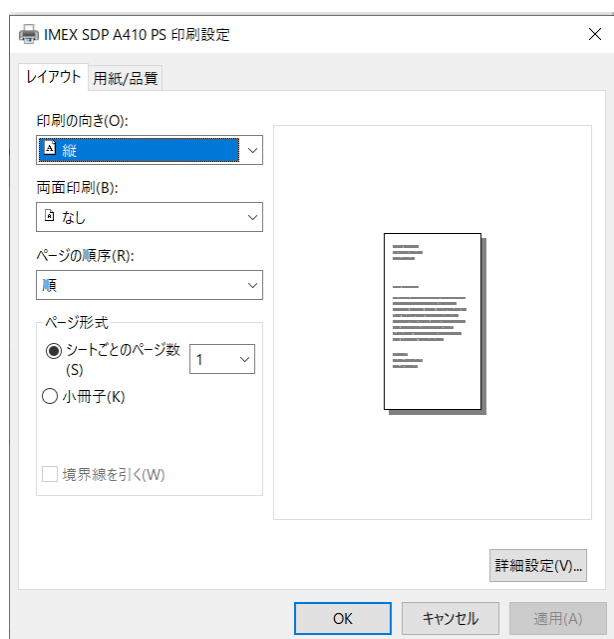 IMEX SDP A410 PS 印刷設定
レイアウト 用紙/品質
印刷の向き(O):
縦
両面印刷(B):
なし
ページの順序(R):
順
ページ形式
シートごとのページ数
(S)
1
小冊子(K)
境界線を引く(W)
詳細設定(V)...
OK キャンセル 適用(A)